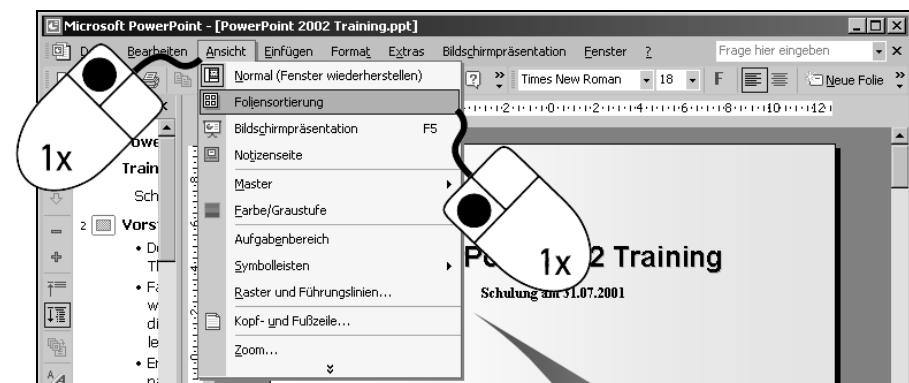 Microsoft PowerPoint - [PowerPoint 2002 Training.ppt]
Bearbeiten Ansicht Einfügen Format Extras Bildschirmpräsentation Fenster ? Frage hier eingeben
Normal (Fenster wiederherstellen)
Times New Roman 18 F Neue Folie
Foliensortierung
Bildschirmpräsentation F5
Notizenseite
Master
Farbe/Graustufe
Aufgabenbereich
Symbolleisten
Raster und Führungslinien...
Kopf- und Fußzeile...
Zoom...
1x
1x
Train
Sch
2 Vors
2 Training
Schulung am 31.07.2001